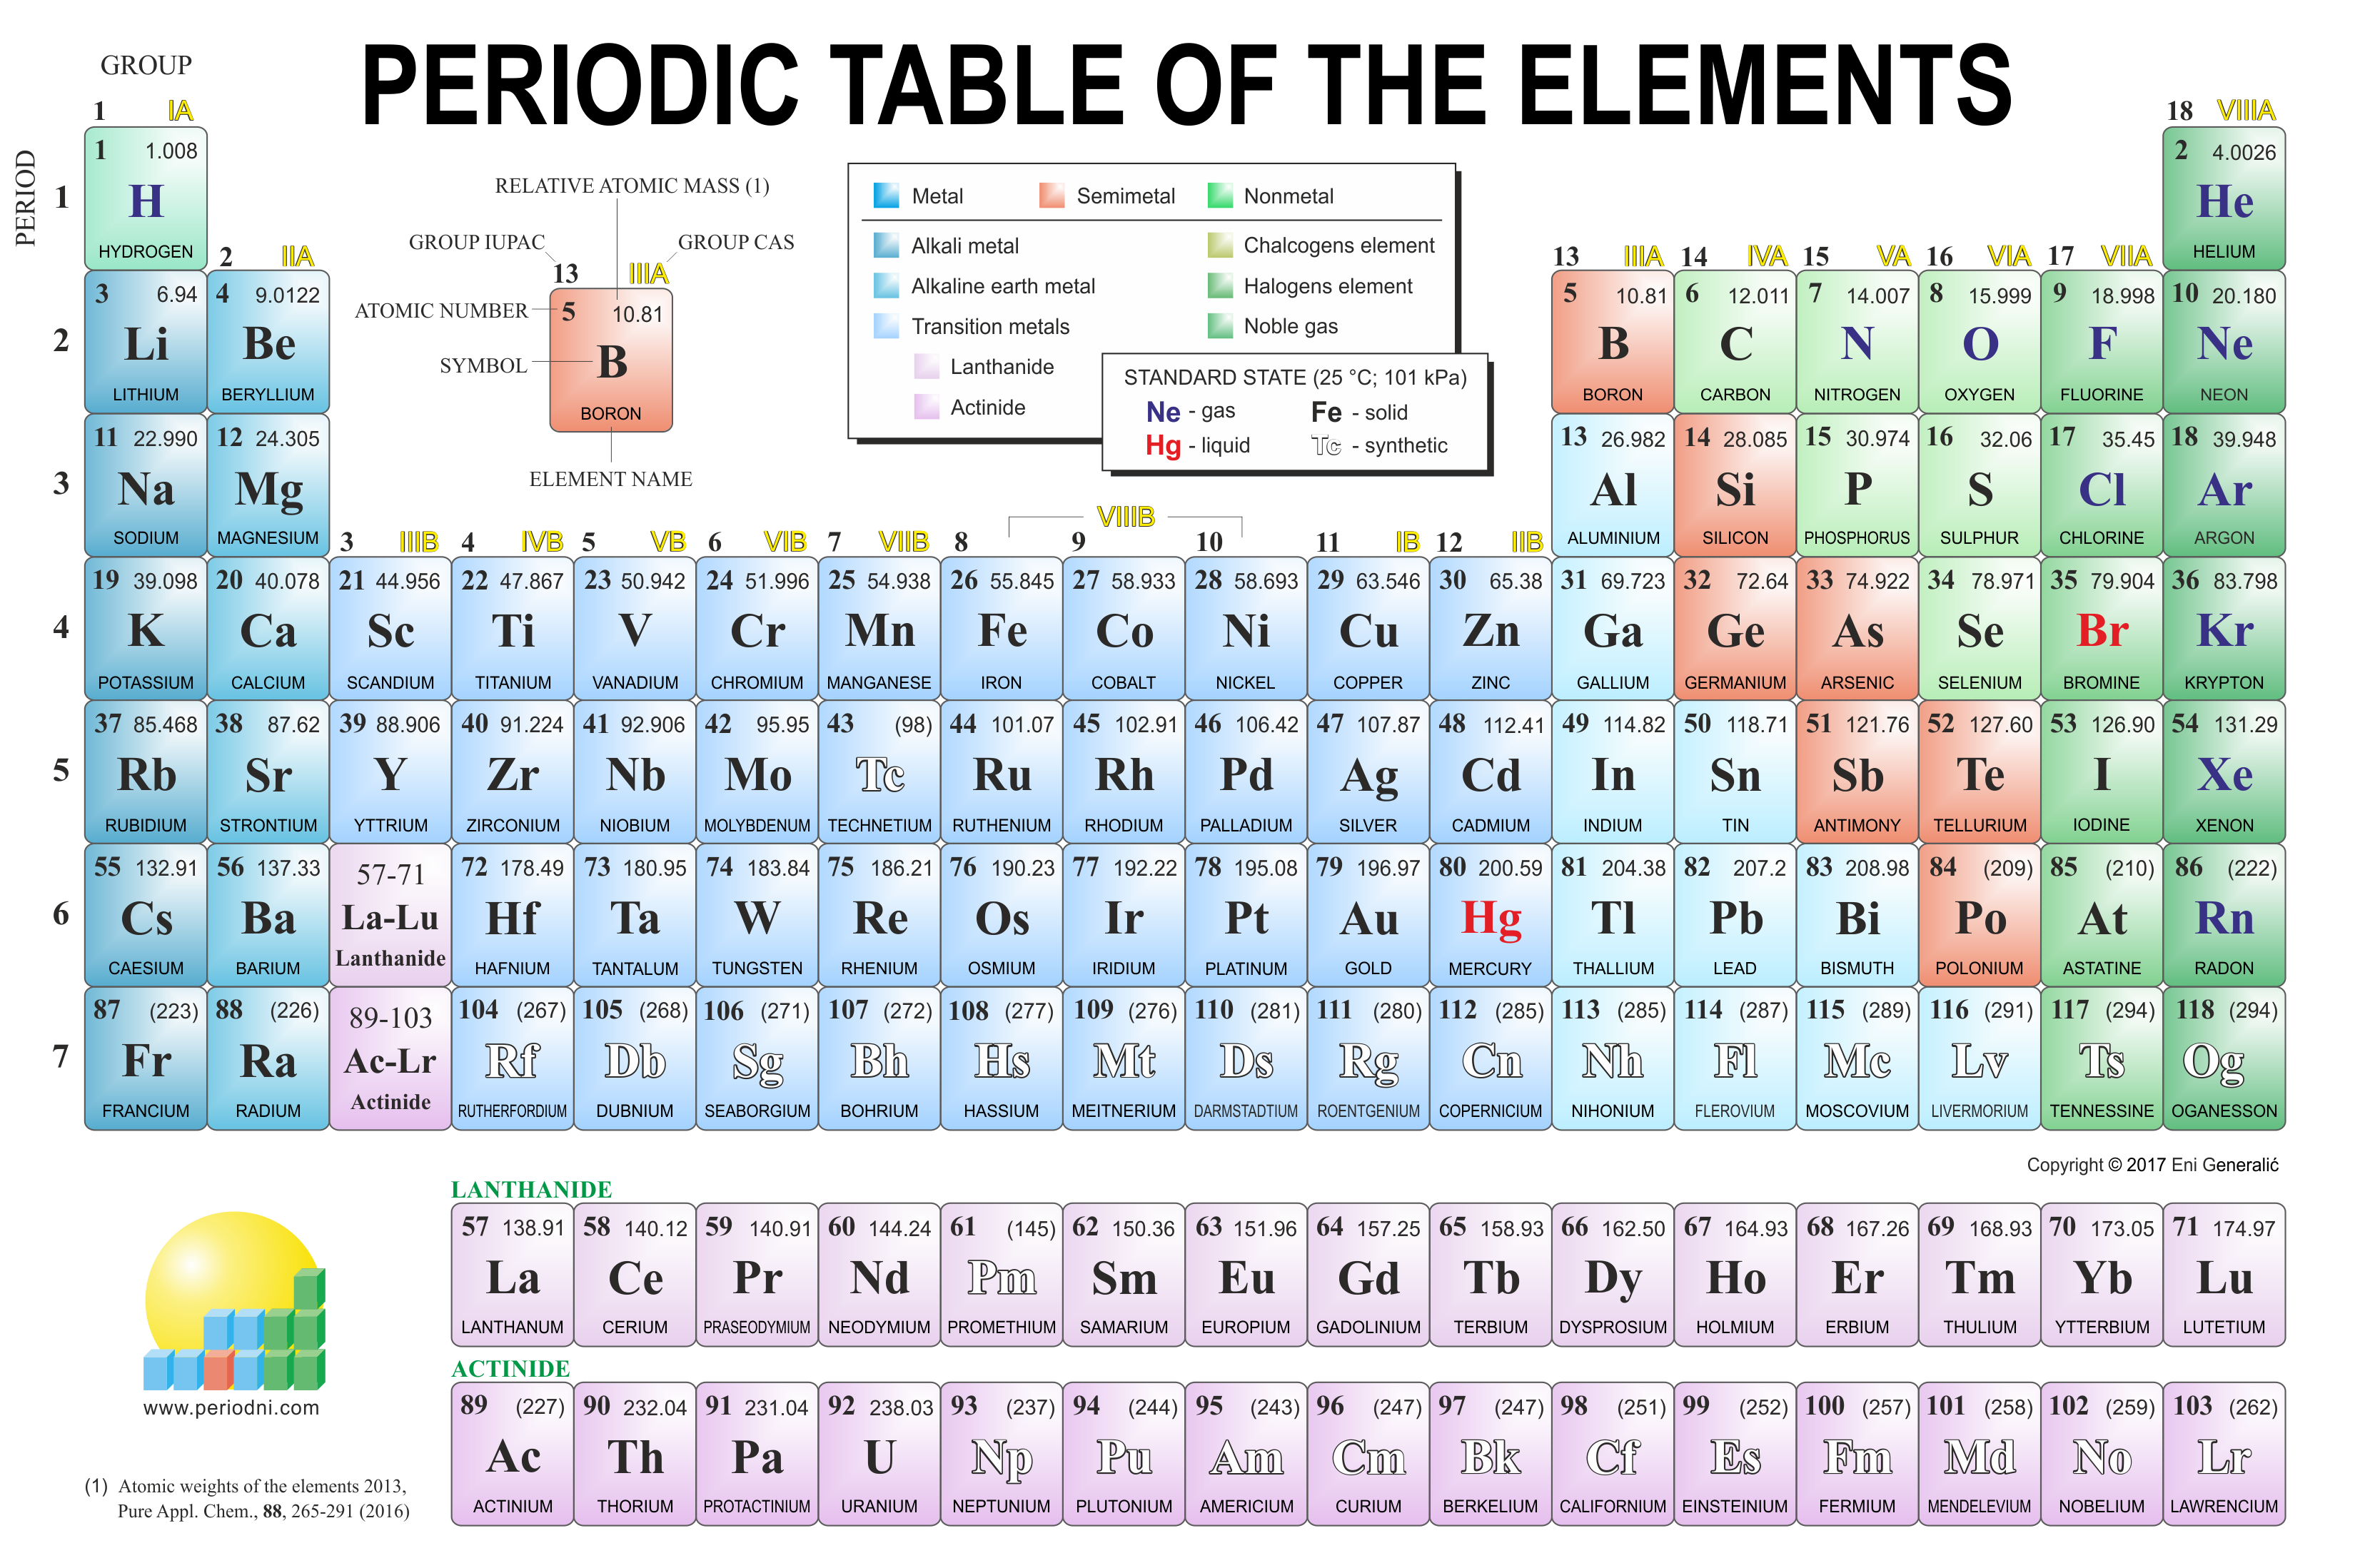 PERIODIC TABLE OF THE ELEMENTS
GROUP
PERIOD
1 IA
18 VIIIA
1
1 1.008
H
HYDROGEN
2 4.0026
He
HELIUM
RELATIVE ATOMIC MASS (1)
GROUP IUPAC
GROUP CAS
13 IIIA
ATOMIC NUMBER
5 10.81
SYMBOL
B
BORON
ELEMENT NAME
Metal
Semimetal
Nonmetal
Alkali metal
Chalcogens element
Alkaline earth metal
Halogens element
Transition metals
Noble gas
Lanthanide
Actinide
STANDARD STATE (25 °C; 101 kPa)
Ne - gas
Fe - solid
Hg - liquid
Tc - synthetic
2 IIA
13 IIIA 14 IVA 15 VA 16 VIA 17 VIIA
2
3 6.94 4 9.0122 5 10.81 6 12.011 7 14.007 8 15.999 9 18.998 10 20.180
Li Be B C N O F Ne
LITHIUM BERYLLIUM BORON CARBON NITROGEN OXYGEN FLUORINE NEON
3
11 22.990 12 24.305 13 26.982 14 28.085 15 30.974 16 32.06 17 35.45 18 39.948
Na Mg Al Si P S Cl Ar
SODIUM MAGNESIUM ALUMINIUM SILICON PHOSPHORUS SULPHUR CHLORINE ARGON
VIIIB
3 IIIB 4 IVB 5 VB 6 VIB 7 VIIB 8 9 10 11 IB 12 IIB
4
19 39.098 20 40.078 21 44.956 22 47.867 23 50.942 24 51.996 25 54.938 26 55.845 27 58.933 28 58.693 29 63.546 30 65.38 31 69.723 32 72.64 33 74.922 34 78.971 35 79.904 36 83.798
K Ca Sc Ti V Cr Mn Fe Co Ni Cu Zn Ga Ge As Se Br Kr
POTASSIUM CALCIUM SCANDIUM TITANIUM VANADIUM CHROMIUM MANGANESE IRON COBALT NICKEL COPPER ZINC GALLIUM GERMANIUM ARSENIC SELENIUM BROMINE KRYPTON
5
37 85.468 38 87.62 39 88.906 40 91.224 41 92.906 42 95.95 43 (98) 44 101.07 45 102.91 46 106.42 47 107.87 48 112.41 49 114.82 50 118.71 51 121.76 52 127.60 53 126.90 54 131.29
Rb Sr Y Zr Nb Mo Tc Ru Rh Pd Ag Cd In Sn Sb Te I Xe
RUBIDIUM STRONTIUM YTTRIUM ZIRCONIUM NIOBIUM MOLYBDENUM TECHNETIUM RUTHENIUM RHODIUM PALLADIUM SILVER CADMIUM INDIUM TIN ANTIMONY TELLURIUM IODINE XENON
6
55 132.91 56 137.33 57-71 72 178.49 73 180.95 74 183.84 75 186.21 76 190.23 77 192.22 78 195.08 79 196.97 80 200.59 81 204.38 82 207.2 83 208.98 84 (209) 85 (210) 86 (222)
Cs Ba La-Lu Hf Ta W Re Os Ir Pt Au Hg Tl Pb Bi Po At Rn
CAESIUM BARIUM Lanthanide HAFNIUM TANTALUM TUNGSTEN RHENIUM OSMIUM IRIDIUM PLATINUM GOLD MERCURY THALLIUM LEAD BISMUTH POLONIUM ASTATINE RADON
7
87 (223) 88 (226) 89-103 104 (267) 105 (268) 106 (271) 107 (272) 108 (277) 109 (276) 110 (281) 111 (280) 112 (285) 113 (285) 114 (287) 115 (289) 116 (291) 117 (294) 118 (294)
Fr Ra Ac-Lr Rf Db Sg Bh Hs Mt Ds Rg Cn Nh Fl Mc Lv Ts Og
FRANCIUM RADIUM Actinide RUTHERFORDIUM DUBNIUM SEABORGIUM BOHRIUM HASSIUM MEITNERIUM DARMSTADTIUM ROENTGENIUM COPERNICIUM NIHONIUM FLEROVIUM MOSCOVIUM LIVERMORIUM TENNESSINE OGANESSON
Copyright © 2017 Eni Generalić
LANTHANIDE
57 138.91 58 140.12 59 140.91 60 144.24 61 (145) 62 150.36 63 151.96 64 157.25 65 158.93 66 162.50 67 164.93 68 167.26 69 168.93 70 173.05 71 174.97
La Ce Pr Nd Pm Sm Eu Gd Tb Dy Ho Er Tm Yb Lu
LANTHANUM CERIUM PRASEODYMIUM NEODYMIUM PROMETHIUM SAMARIUM EUROPIUM GADOLINIUM TERBIUM DYSPROSIUM HOLMIUM ERBIUM THULIUM YTTERBIUM LUTETIUM
ACTINIDE
89 (227) 90 232.04 91 231.04 92 238.03 93 (237) 94 (244) 95 (243) 96 (247) 97 (247) 98 (251) 99 (252) 100 (257) 101 (258) 102 (259) 103 (262)
Ac Th Pa U Np Pu Am Cm Bk Cf Es Fm Md No Lr
ACTINIUM THORIUM PROTACTINIUM URANIUM NEPTUNIUM PLUTONIUM AMERICIUM CURIUM BERKELIUM CALIFORNIUM EINSTEINIUM FERMIUM MENDELEVIUM NOBELIUM LAWRENCIUM
www.periodni.com
(1) Atomic weights of the elements 2013,
Pure Appl. Chem., 88, 265-291 (2016)